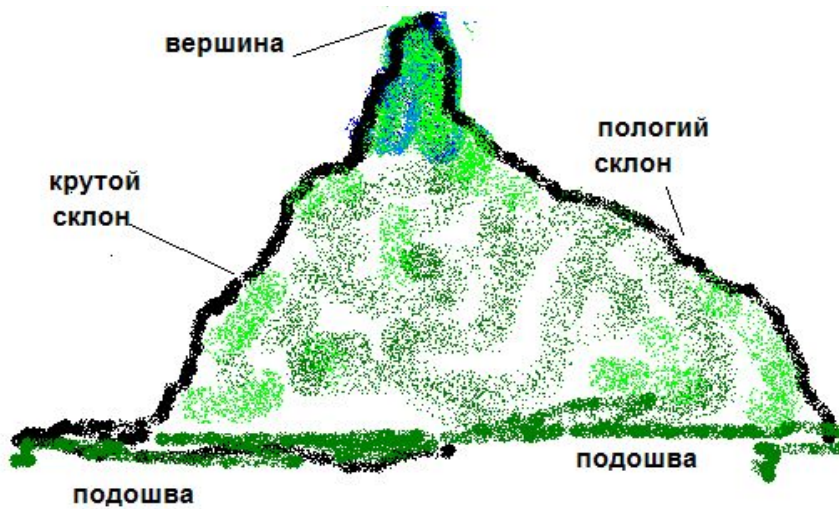 вершина
пологий
склон
крутой
склон
подошва
подошва